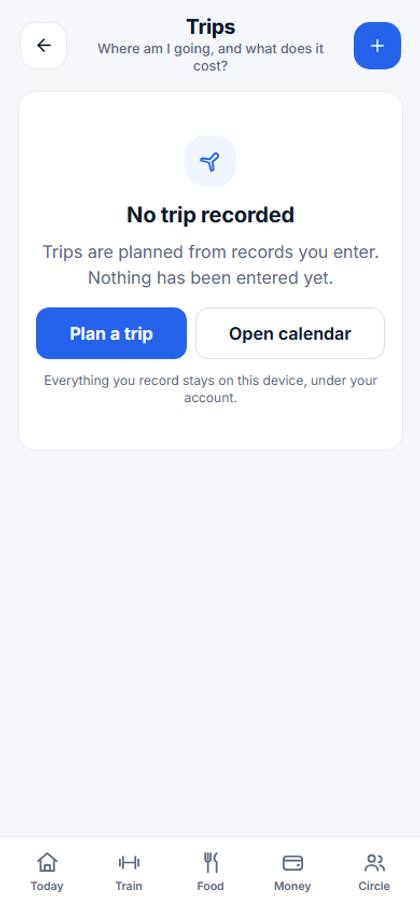 Trips
Where am I going, and what does it
cost?
No trip recorded
Trips are planned from records you enter.
Nothing has been entered yet.
Plan a trip
Open calendar
Everything you record stays on this device, under your
account.
Today
Train
Food
Money
Circle